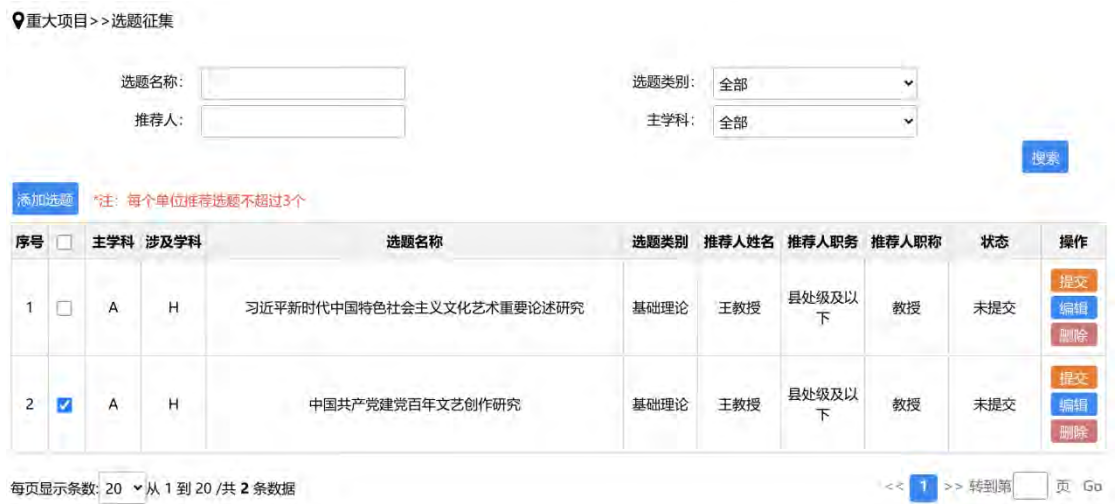 重大项目>>选题征集
选题名称: 选题类别: 全部
推荐人: 主学科: 全部
搜索
添加选题 *注: 每个单位推荐选题不超过3个
序号 主学科 涉及学科 选题名称 选题类别 推荐人姓名 推荐人职务 推荐人职称 状态 操作
1 A H 习近平新时代中国特色社会主义文化艺术重要论述研究 基础理论 王教授 县处级及以下 教授 未提交 提交 编辑 删除
2 A H 中国共产党建党百年文艺创作研究 基础理论 王教授 县处级及以下 教授 未提交 提交 编辑 删除
每页显示条数: 20 从 1 到 20 /共 2 条数据 << 1 >> 转到第 页 Go